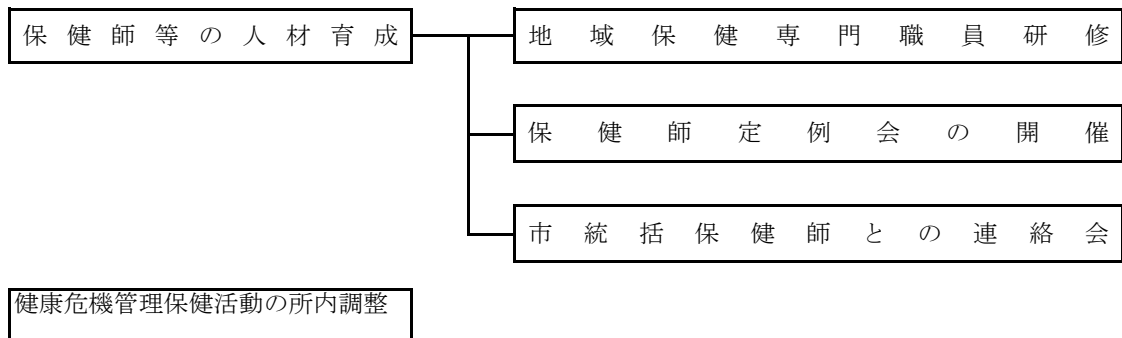 保健師等の人材育成
地域保健専門職員研修
保健師定例会の開催
市統括保健師との連絡会
健康危機管理保健活動の所内調整